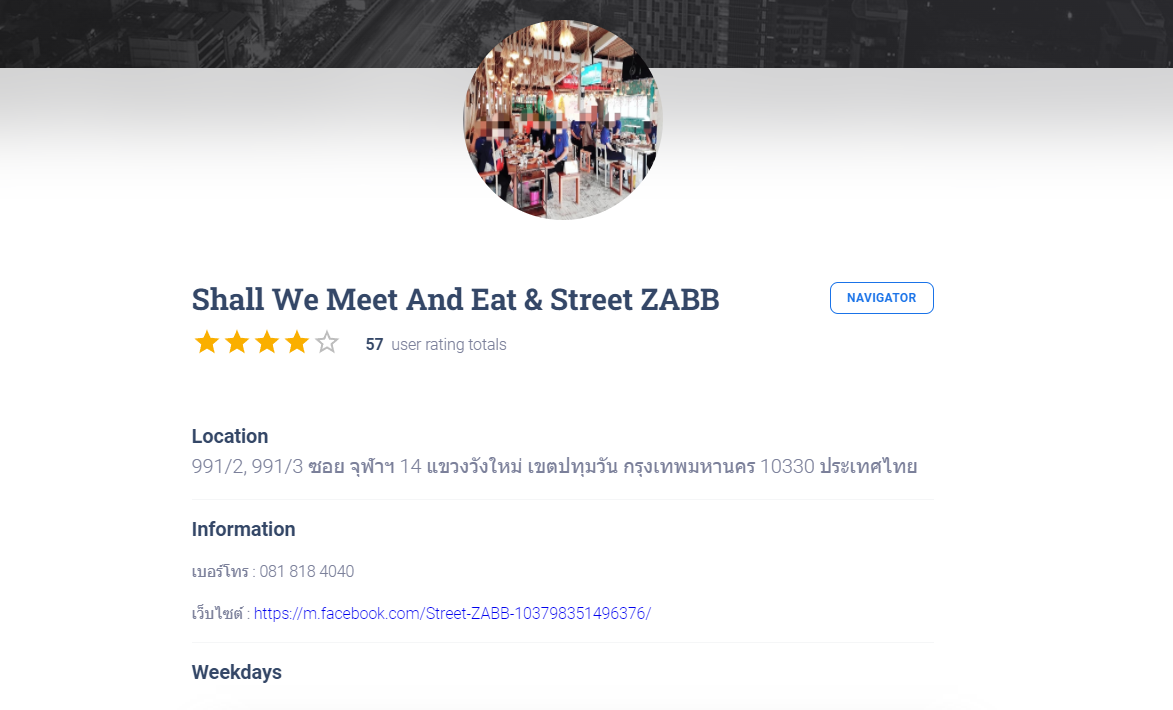 Shall We Meet And Eat & Street ZABB
NAVIGATOR
57 user rating totals
Location
991/2, 991/3 ซอย จุฬาฯ 14 แขวงวังใหม่ เขตปทุมวัน กรุงเทพมหานคร 10330 ประเทศไทย
Information
เบอร์โทร : 081 818 4040
เว็บไซต์ : https://m.facebook.com/Street-ZABB-103798351496376/
Weekdays